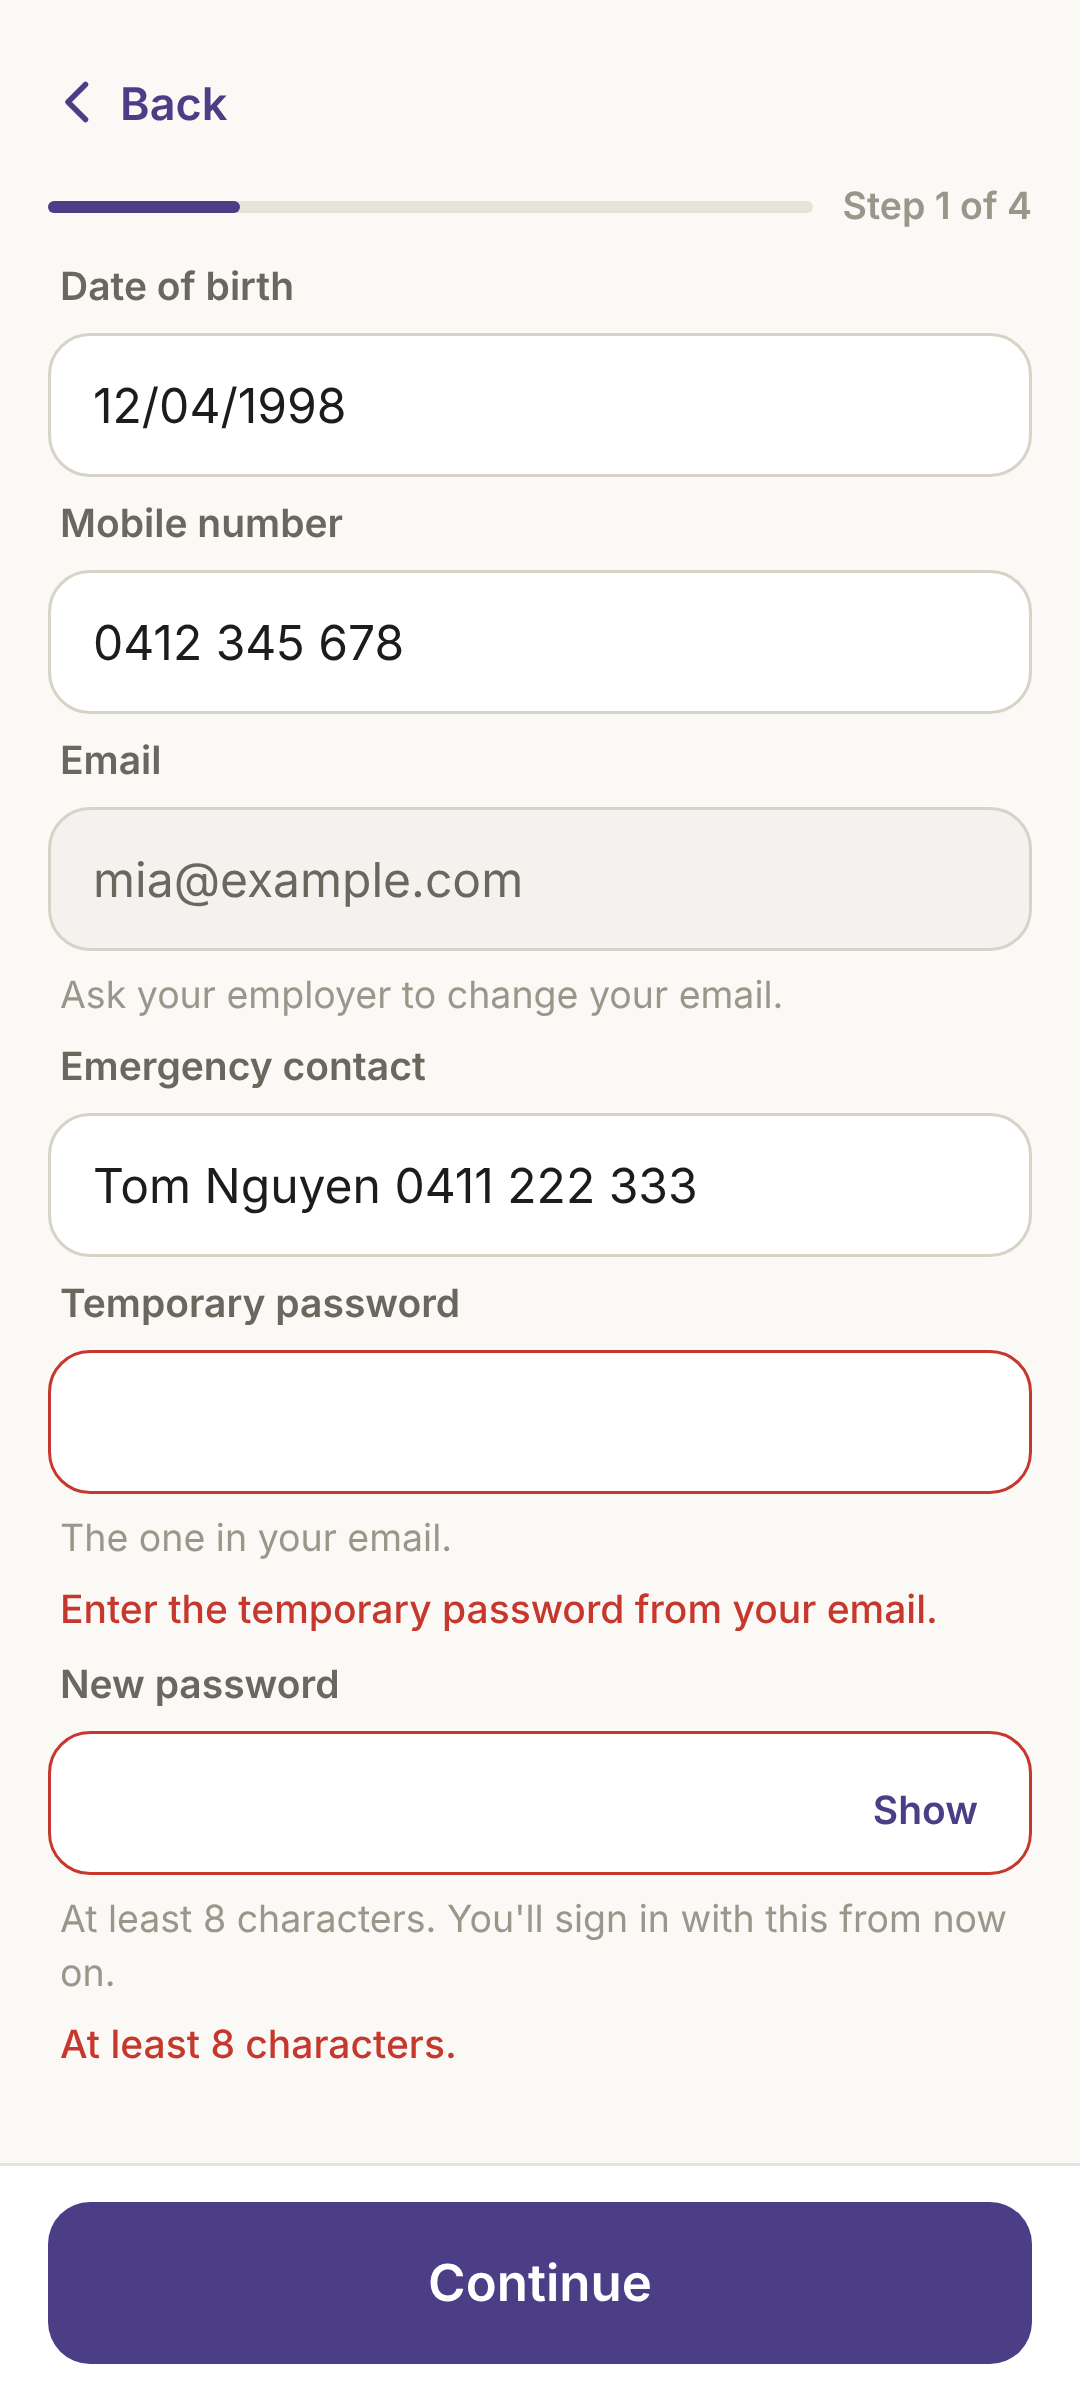 Back
Step 1 of 4
Date of birth
12/04/1998
Mobile number
0412 345 678
Email
mia@example.com
Ask your employer to change your email.
Emergency contact
Tom Nguyen 0411 222 333
Temporary password
The one in your email.
Enter the temporary password from your email.
New password
Show
At least 8 characters. You'll sign in with this from now
on.
At least 8 characters.
Continue